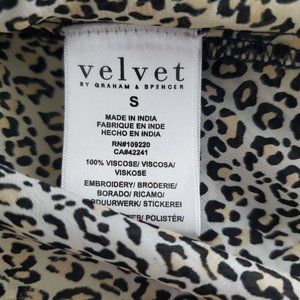 velvet
BY GRAHAM & SPENCER
S
MADE IN INDIA
FABRIQUE EN INDE
HECHO EN INDIA
RN#109220
CA#42241
100% VISCOSE/ VISCOSA/
VISKOSE
EMBROIDERY/ BRODERIE/
BORADO/ RICAMO/
BORDUURWERK/ STICKEREI
POLISTÉR/